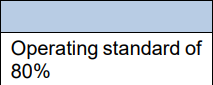 Operating standard of
80%